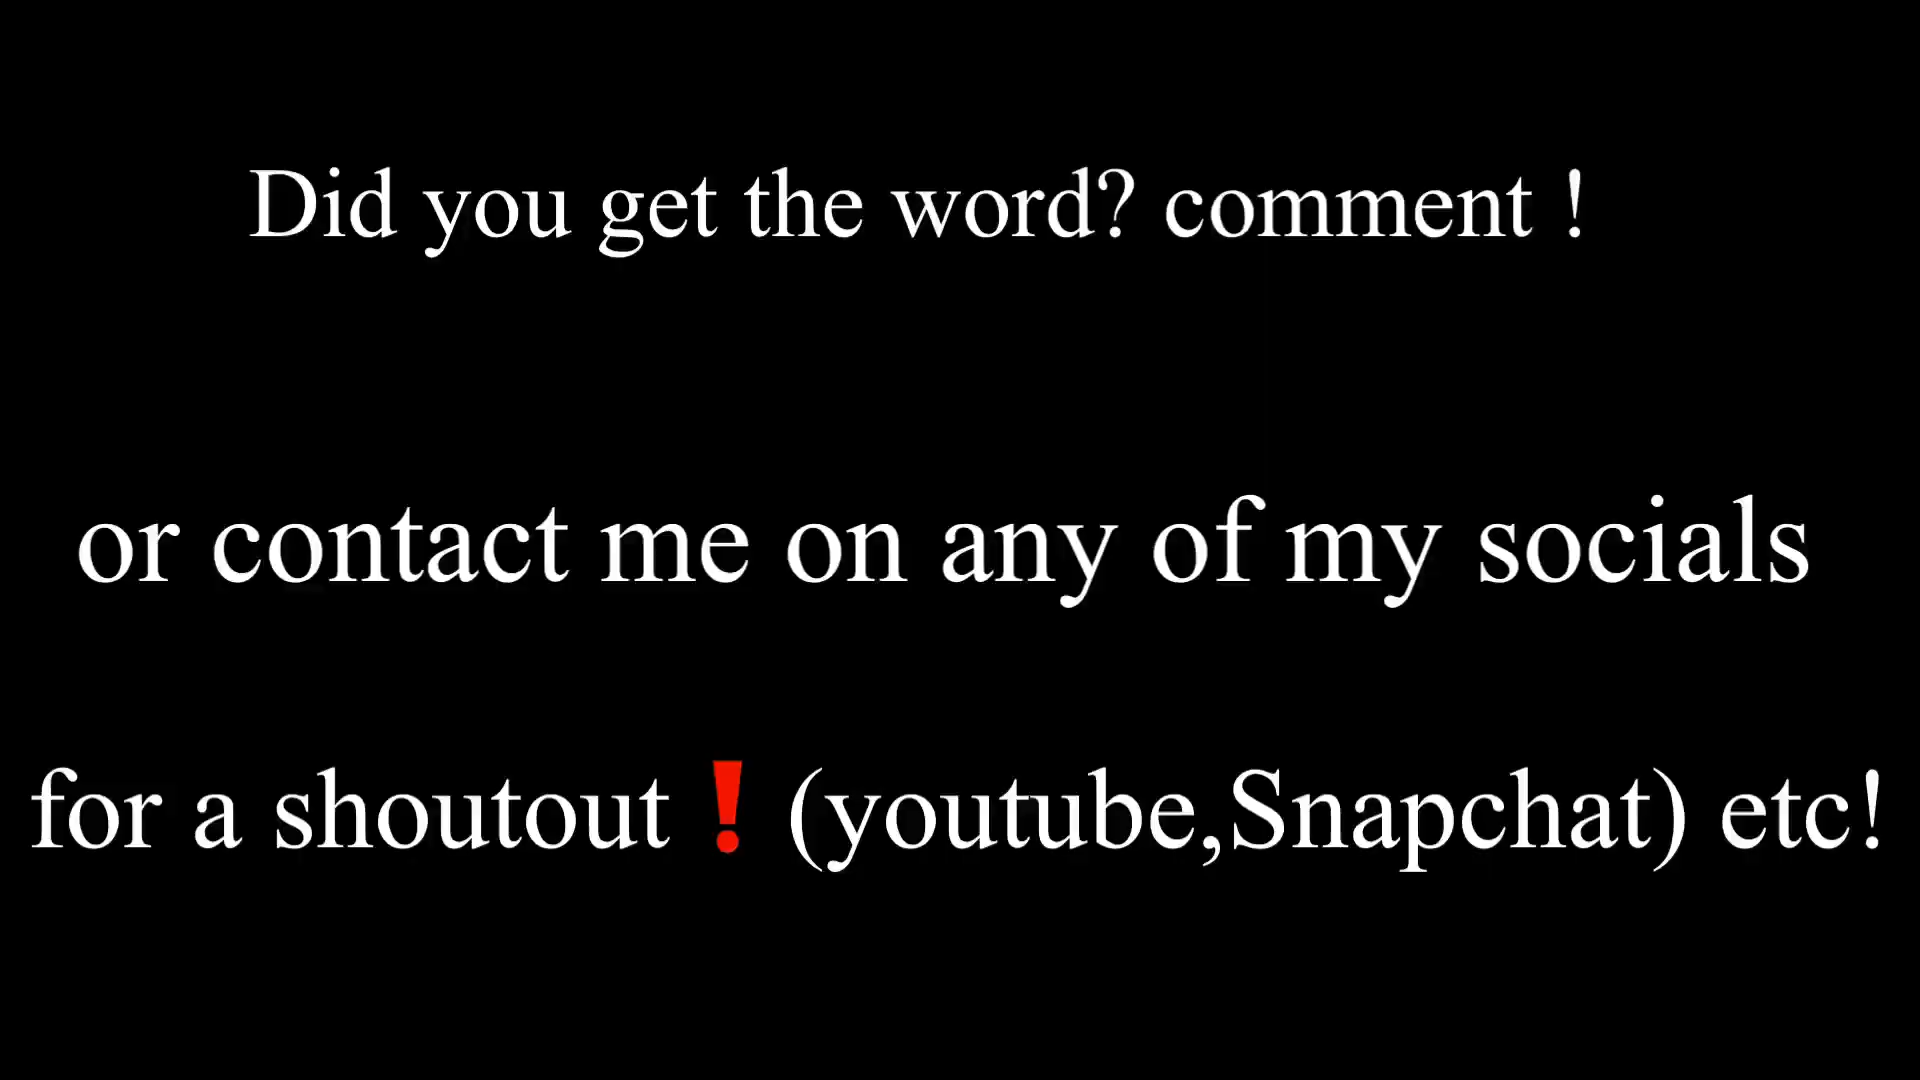 Did you get the word? comment !
or contact me on any of my socials
for a shoutout❗(youtube,Snapchat) etc!